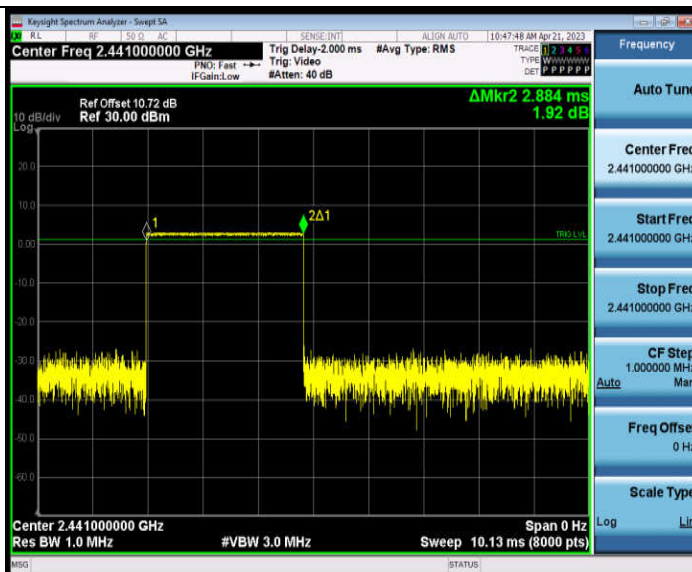 Keysight Spectrum Analyzer - Swept SA
RL RF 50 Ω AC SENSE:INT ALIGN AUTO 10:47:48 AM Apr 21, 2023
Center Freq 2.441000000 GHz
PNO: Fast
IFGain:Low
Trig Delay-2.000 ms
Trig: Video
#Atten: 40 dB
#Avg Type: RMS
TRACE 1 2 3 4 5 6
TYPE WWWWWW
DET P P P P P P
ΔMkr2 2.884 ms
1.92 dB
Ref Offset 10.72 dB
10 dB/div Ref 30.00 dBm
Log
20.0
10.0
0.00
-10.0
-20.0
-30.0
-40.0
-50.0
-60.0
1
2Δ1
TRIG LVL
Center 2.441000000 GHz Span 0 Hz
Res BW 1.0 MHz #VBW 3.0 MHz Sweep 10.13 ms (8000 pts)
MSG STATUS
Frequency
Auto Tune
Center Freq
2.441000000 GHz
Start Freq
2.441000000 GHz
Stop Freq
2.441000000 GHz
CF Step
1.000000 MHz
Auto Man
Freq Offset
0 Hz
Scale Type
Log Lin